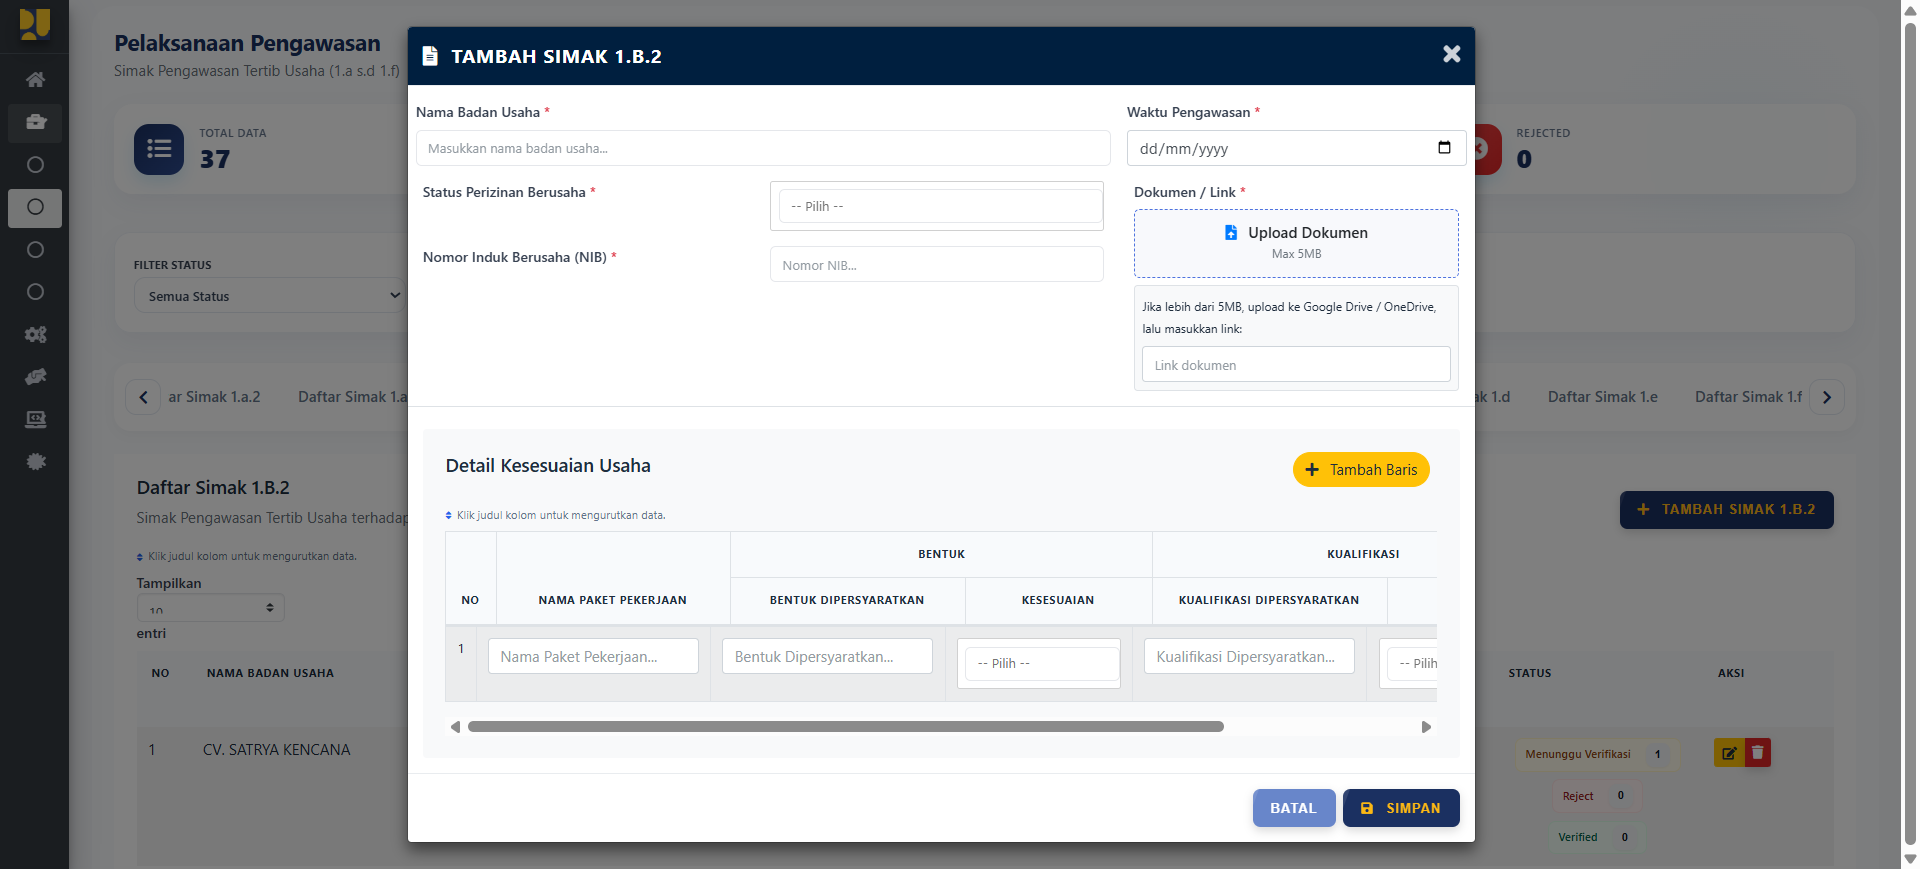 Pelaksanaan Pengawasan
Simak Pengawasan Tertib Usaha (1.a s.d 1.f)
TOTAL DATA
37
REJECTED
0
FILTER STATUS
Semua Status
ar Simak 1.a.2
Daftar Simak 1.a
k 1.d
Daftar Simak 1.e
Daftar Simak 1.f
Daftar Simak 1.B.2
Simak Pengawasan Tertib Usaha terhadap
Klik judul kolom untuk mengurutkan data.
Tampilkan
10
entri
TAMBAH SIMAK 1.B.2
NO
NAMA BADAN USAHA
STATUS
AKSI
1
CV. SATRYA KENCANA
Menunggu Verifikasi 1
Reject 0
Verified 0
TAMBAH SIMAK 1.B.2
Nama Badan Usaha *
Masukkan nama badan usaha...
Waktu Pengawasan *
dd/mm/yyyy
Status Perizinan Berusaha *
-- Pilih --
Nomor Induk Berusaha (NIB) *
Nomor NIB...
Dokumen / Link *
Upload Dokumen
Max 5MB
Jika lebih dari 5MB, upload ke Google Drive / OneDrive,
lalu masukkan link:
Link dokumen
Detail Kesesuaian Usaha
Tambah Baris
Klik judul kolom untuk mengurutkan data.
NO
NAMA PAKET PEKERJAAN
BENTUK
KUALIFIKASI
BENTUK DIPERSYARATKAN
KESESUAIAN
KUALIFIKASI DIPERSYARATKAN
1
Nama Paket Pekerjaan...
Bentuk Dipersyaratkan...
-- Pilih --
Kualifikasi Dipersyaratkan...
-- Pilih
BATAL
SIMPAN